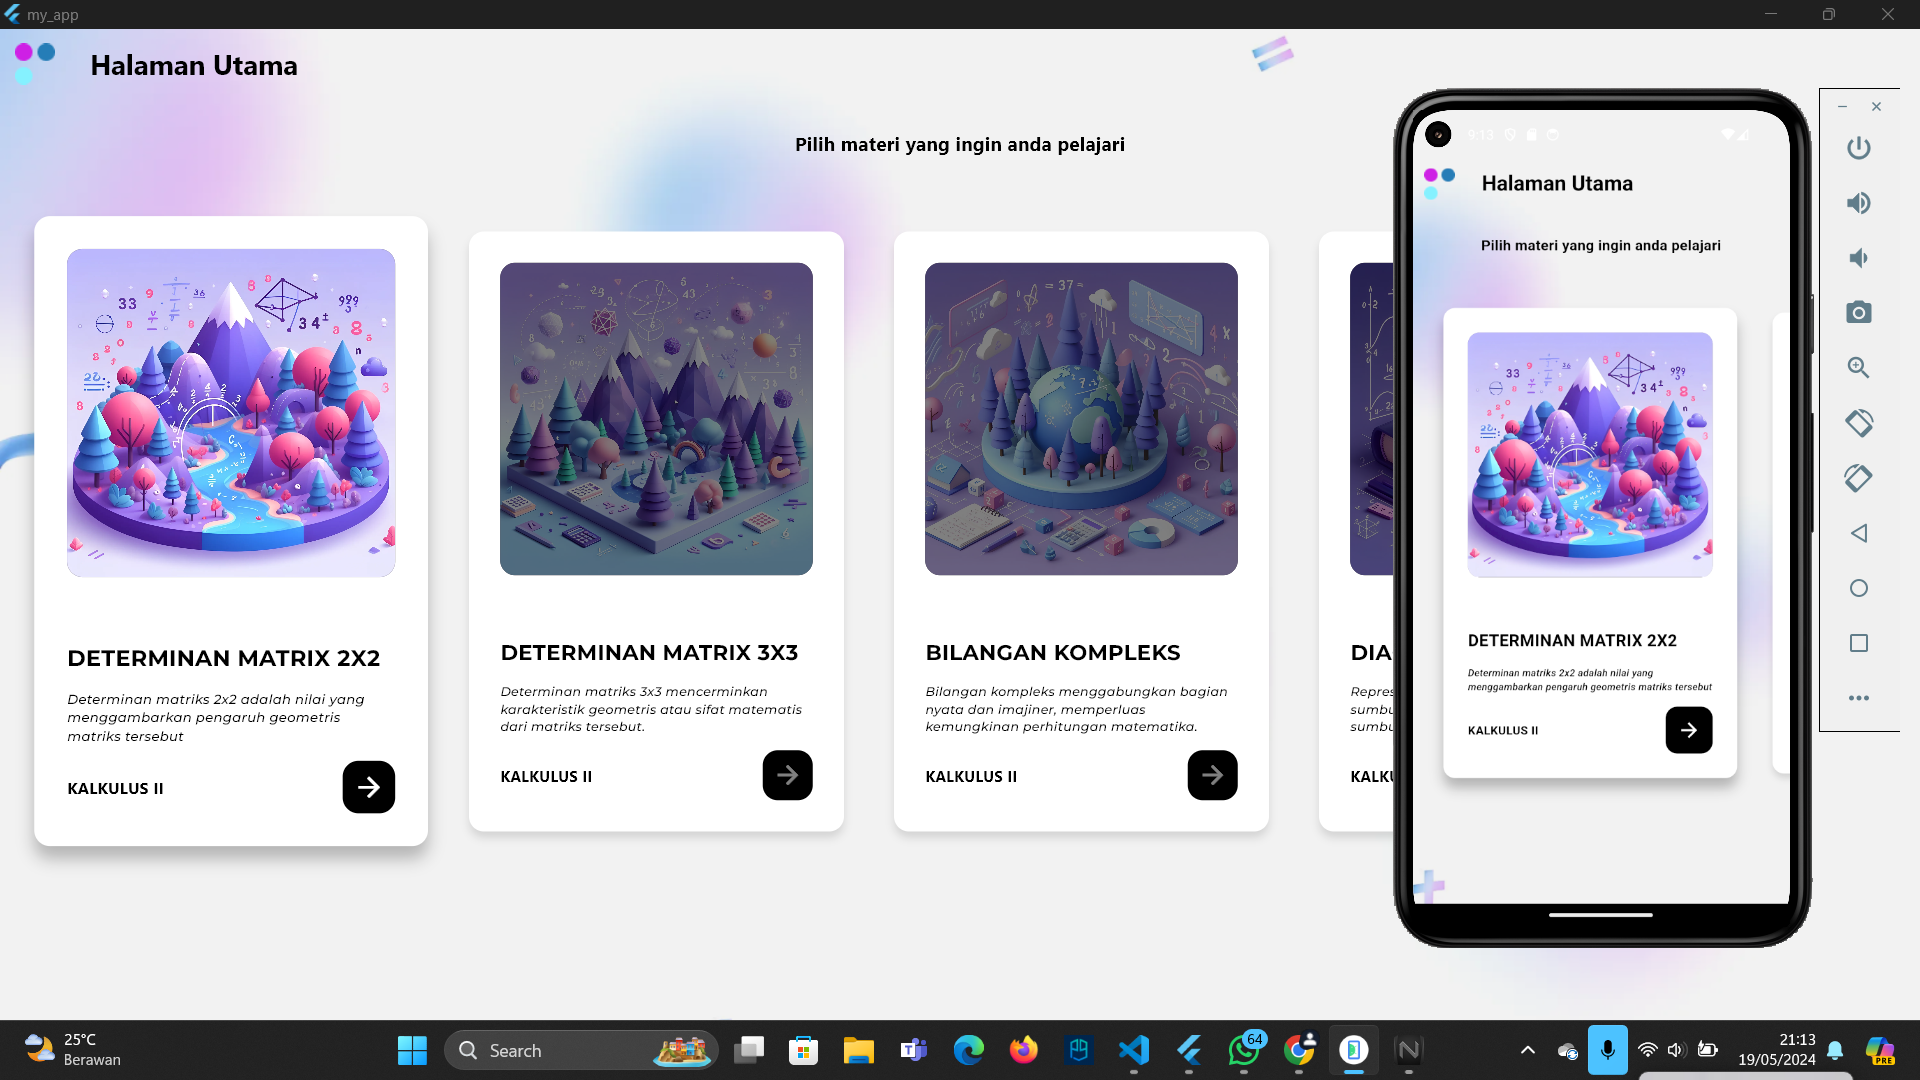 my_app
Halaman Utama
Pilih materi yang ingin anda pelajari
DETERMINAN MATRIX 2X2
Determinan matriks 2x2 adalah nilai yang
menggambarkan pengaruh geometris
matriks tersebut
KALKULUS II
DETERMINAN MATRIX 3X3
Determinan matriks 3x3 mencerminkan
karakteristik geometris atau sifat matematis
dari matriks tersebut.
KALKULUS II
BILANGAN KOMPLEKS
Bilangan kompleks menggabungkan bagian
nyata dan imajiner, memperluas
kemungkinan perhitungan matematika.
KALKULUS II
DIA
Repres
sumbu
sumbu
KALKU
9:13
Halaman Utama
Pilih materi yang ingin anda pelajari
DETERMINAN MATRIX 2X2
Determinan matriks 2x2 adalah nilai yang
menggambarkan pengaruh geometris matriks tersebut
KALKULUS II
25°C
Berawan
Search
64
21:13
19/05/2024
PRE